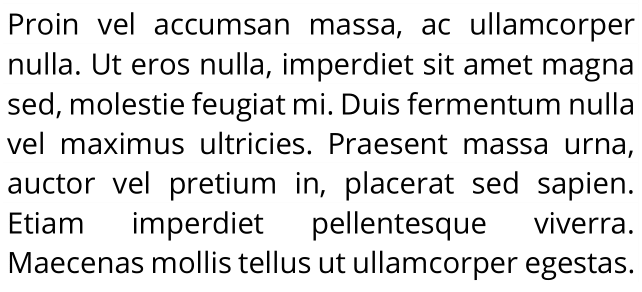 Proin vel accumsan massa, ac ullamcorper
nulla. Ut eros nulla, imperdiet sit amet magna
sed, molestie feugiat mi. Duis fermentum nulla
vel maximus ultricies. Praesent massa urna,
auctor vel pretium in, placerat sed sapien.
Etiam imperdiet pellentesque viverra.
Maecenas mollis tellus ut ullamcorper egestas.